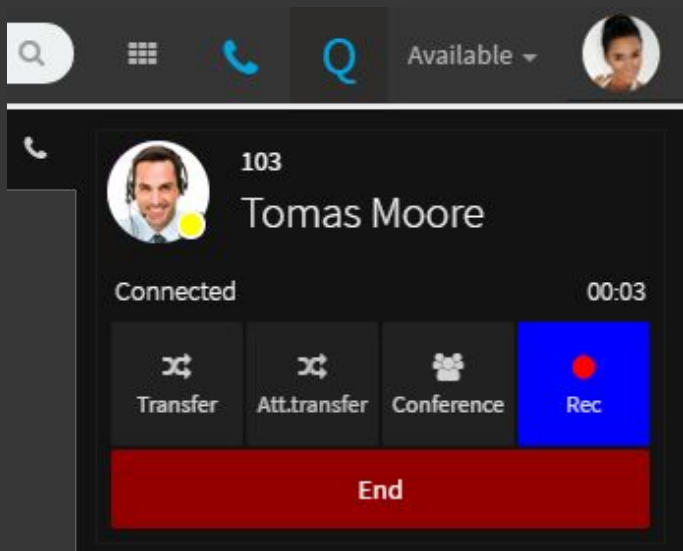 Q Available
103
Tomas Moore
Connected 00:03
Transfer Att.transfer Conference Rec
End